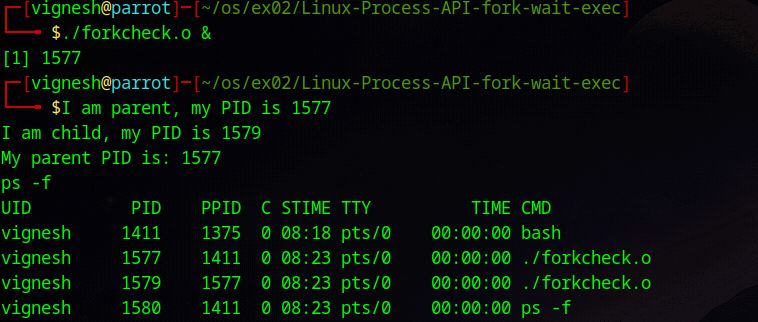 ┌─[vignesh@parrot]─[~/os/ex02/Linux-Process-API-fork-wait-exec]
└──╼ $./forkcheck.o &
[1] 1577
┌─[vignesh@parrot]─[~/os/ex02/Linux-Process-API-fork-wait-exec]
└──╼ $I am parent, my PID is 1577
I am child, my PID is 1579
My parent PID is: 1577
ps -f
UID          PID    PPID  C STIME TTY          TIME CMD
vignesh     1411    1375  0 08:18 pts/0    00:00:00 bash
vignesh     1577    1411  0 08:23 pts/0    00:00:00 ./forkcheck.o
vignesh     1579    1577  0 08:23 pts/0    00:00:00 ./forkcheck.o
vignesh     1580    1411  0 08:23 pts/0    00:00:00 ps -f